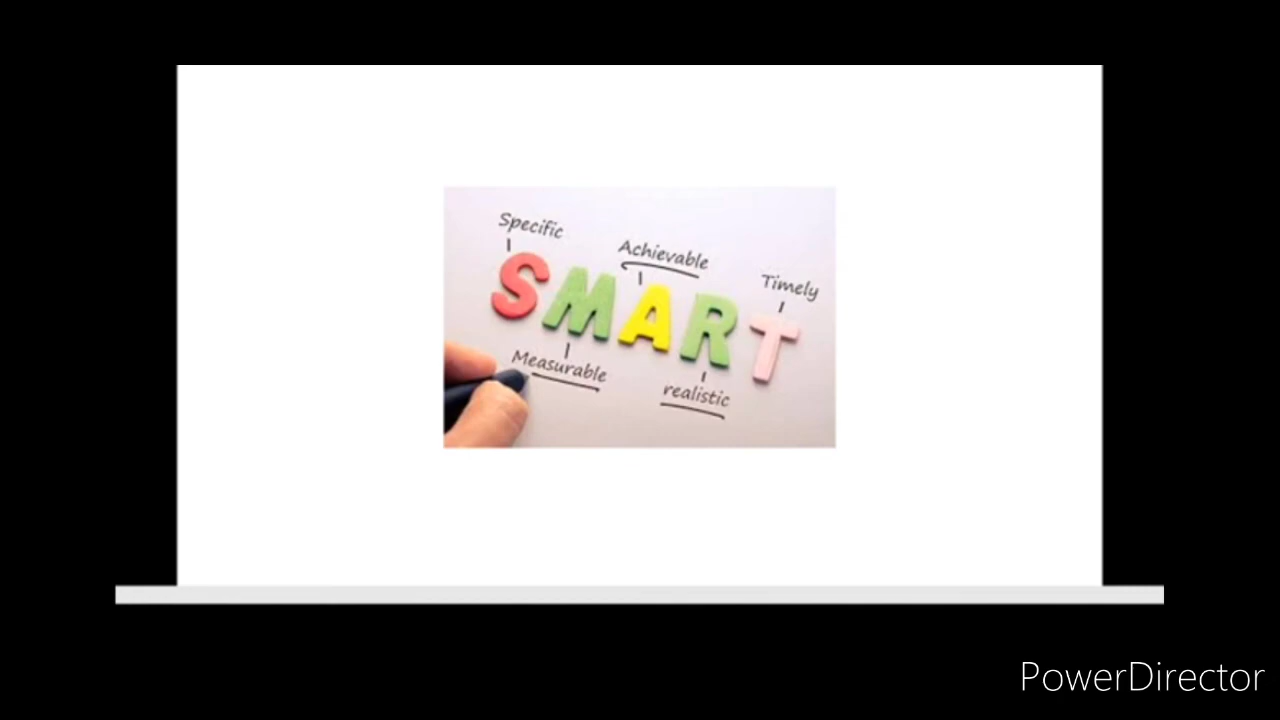 Specific
Achievable
Timely
SMART
Measurable
realistic
PowerDirector